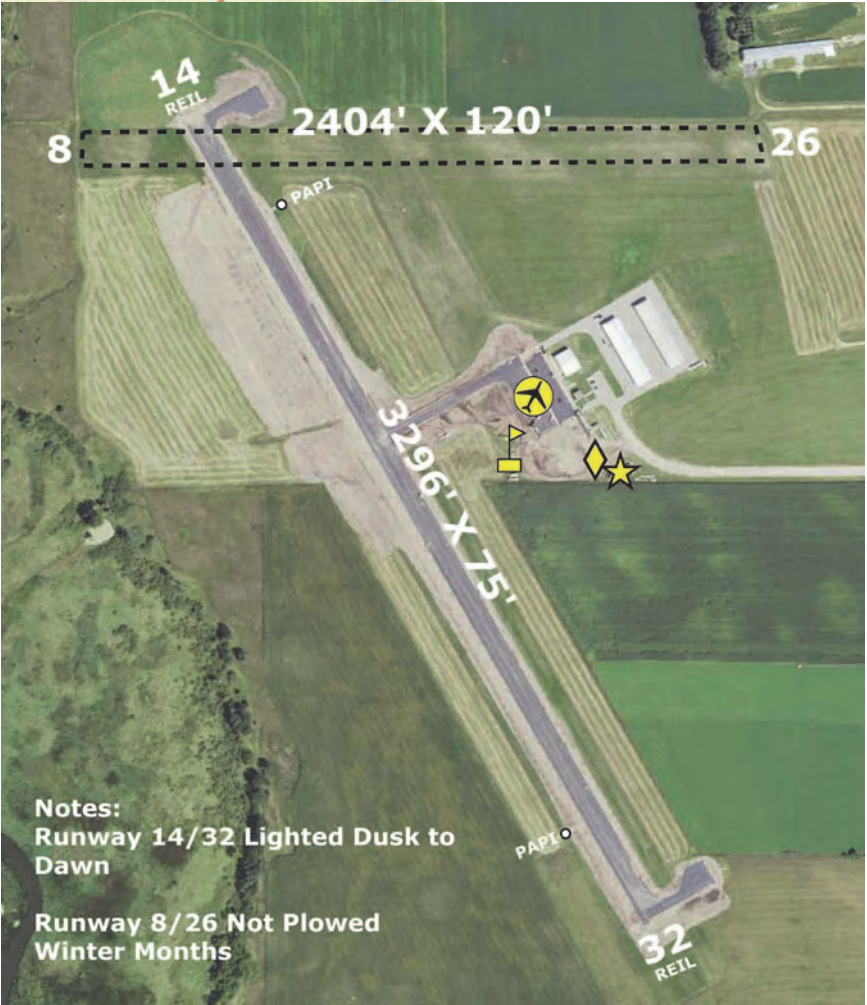 14
REIL
2404' X 120'
8
26
PAPI
3296' X 75'
PAPI
32
REIL
Notes:
Runway 14/32 Lighted Dusk to
Dawn
Runway 8/26 Not Plowed
Winter Months